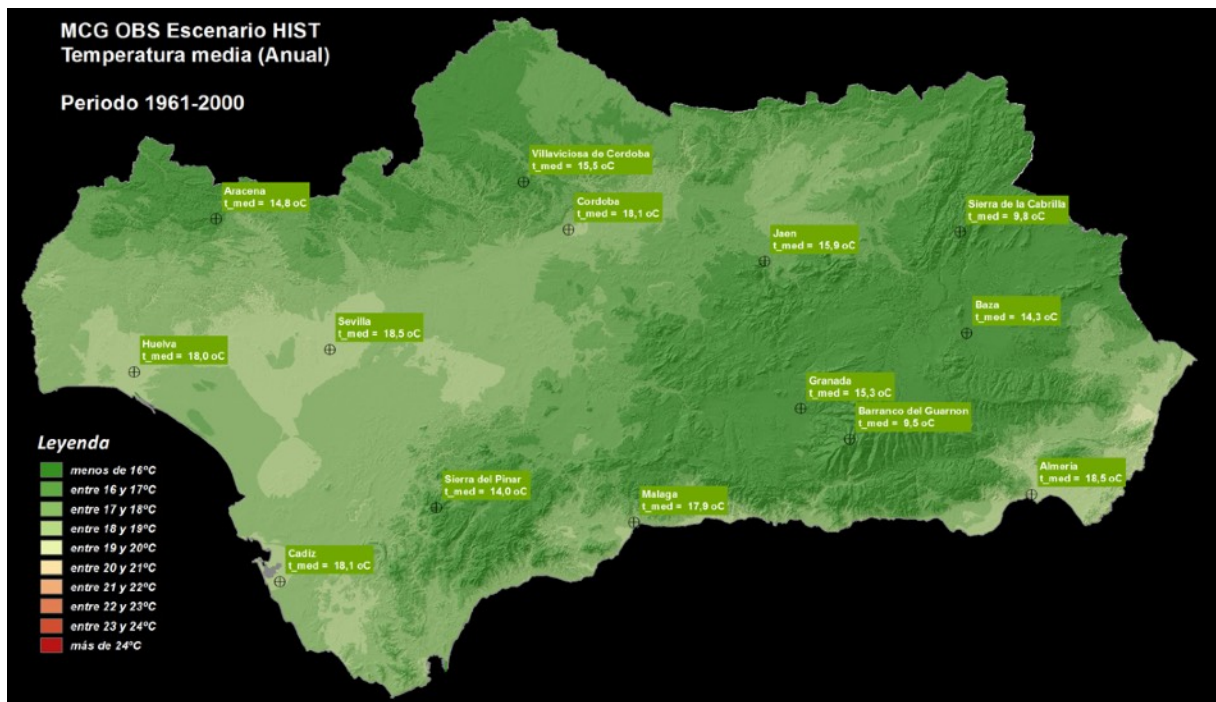 MCG OBS Escenario HIST
Temperatura media (Anual)
Periodo 1961-2000
Villaviciosa de Cordoba
t_med = 15,5 oC
Aracena
t_med = 14,8 oC
Cordoba
t_med = 18,1 oC
Sierra de la Cabrilla
t_med = 9,8 oC
Jaen
t_med = 15,9 oC
Baza
t_med = 14,3 oC
Sevilla
t_med = 18,5 oC
Huelva
t_med = 18,0 oC
Granada
t_med = 15,3 oC
Barranco del Guarnon
t_med = 9,5 oC
Almeria
t_med = 18,5 oC
Sierra del Pinar
t_med = 14,0 oC
Malaga
t_med = 17,9 oC
Cadiz
t_med = 18,1 oC
Leyenda
menos de 16ºC
entre 16 y 17ºC
entre 17 y 18ºC
entre 18 y 19ºC
entre 19 y 20ºC
entre 20 y 21ºC
entre 21 y 22ºC
entre 22 y 23ºC
entre 23 y 24ºC
más de 24ºC